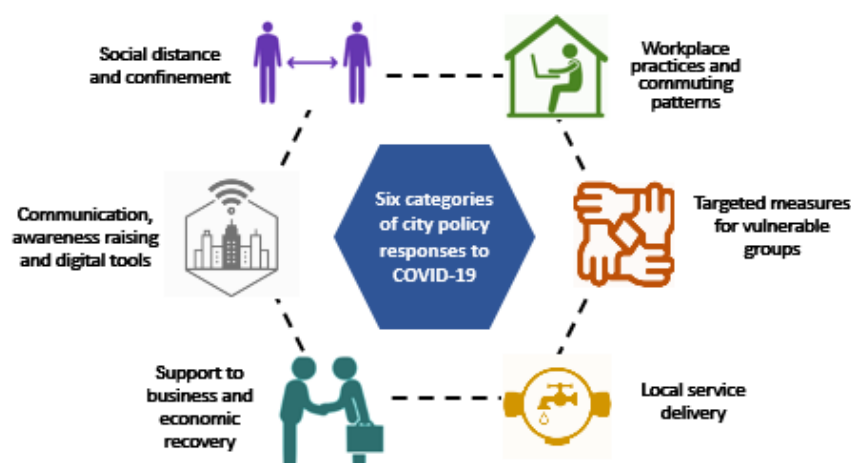 Social distance
and confinement
Workplace
practices and
commuting
patterns
Communication,
awareness raising
and digital tools
Six categories
of city policy
responses to
COVID-19
Targeted measures
for vulnerable
groups
Support to
business and
economic
recovery
Local service
delivery